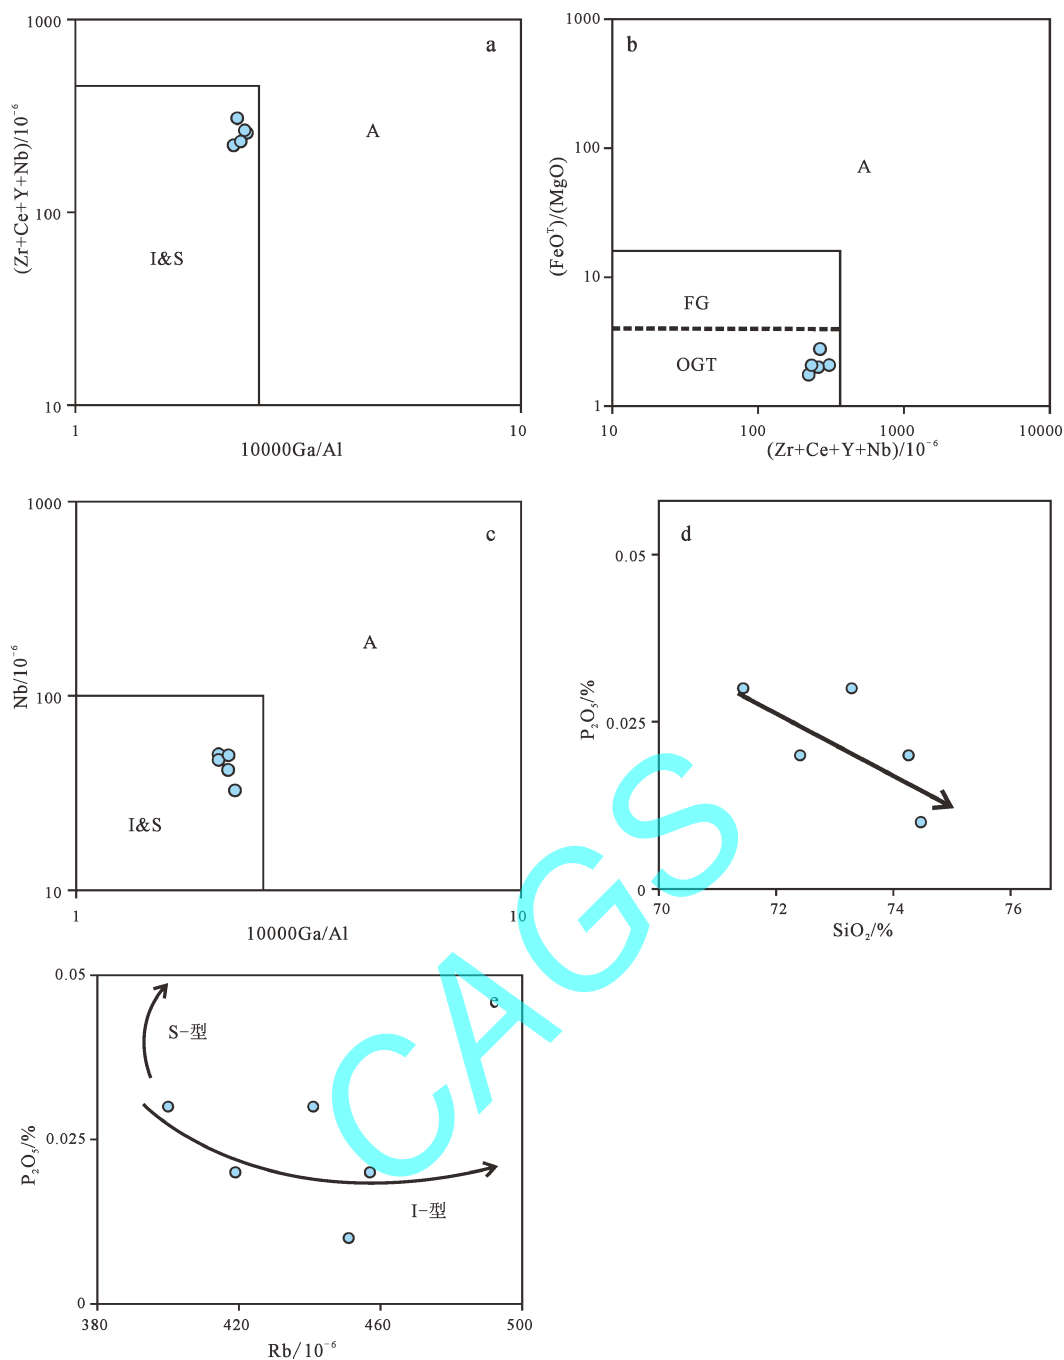 1000
a
(Zr+Ce+Y+Nb)/10⁻⁶
A
100
I&S
10
1
10
10000Ga/Al
1000
b
(FeOᵀ)/(MgO)
100
A
10
FG
OGT
1
10
100
1000
10000
(Zr+Ce+Y+Nb)/10⁻⁶
1000
c
Nb/10⁻⁶
A
100
I&S
10
1
10
10000Ga/Al
d
0.05
P₂O₅/%
0.025
0
70
72
74
76
SiO₂/%
0.05
e
S-型
P₂O₅/%
0.025
I-型
0
380
420
460
500
Rb/10⁻⁶
CAGS